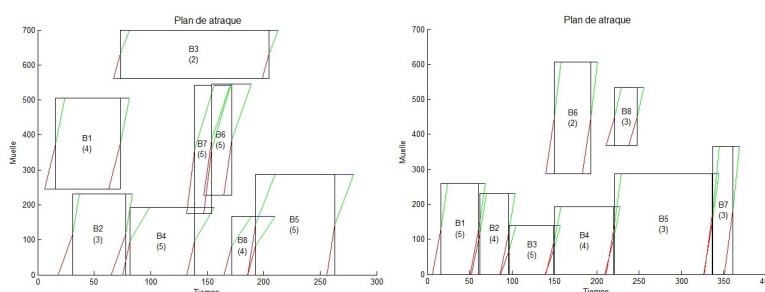 Plan de atraque
700
600
500
400
300
200
100
0
Muelle
B3
(2)
B1
(4)
B7
(5)
B6
(5)
B2
(3)
B4
(5)
B8
(4)
B5
(5)
0 50 100 150 200 250 300
Tiempo
Plan de atraque
700
600
500
400
300
200
100
0
Muelle
B6
(2)
B8
(3)
B1
(5)
B2
(4)
B3
(5)
B4
(4)
B5
(3)
B7
(3)
0 50 100 150 200 250 300 350
Tiempo